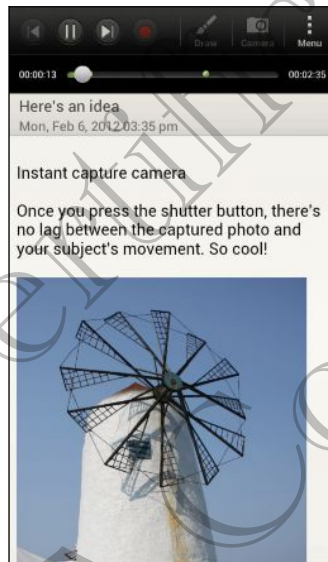 Draw Camera Menu
00:00:13 00:02:35
Here's an idea
Mon, Feb 6, 2012 03:35 pm
Instant capture camera
Once you press the shutter button, there's
no lag between the captured photo and
your subject's movement. So cool!